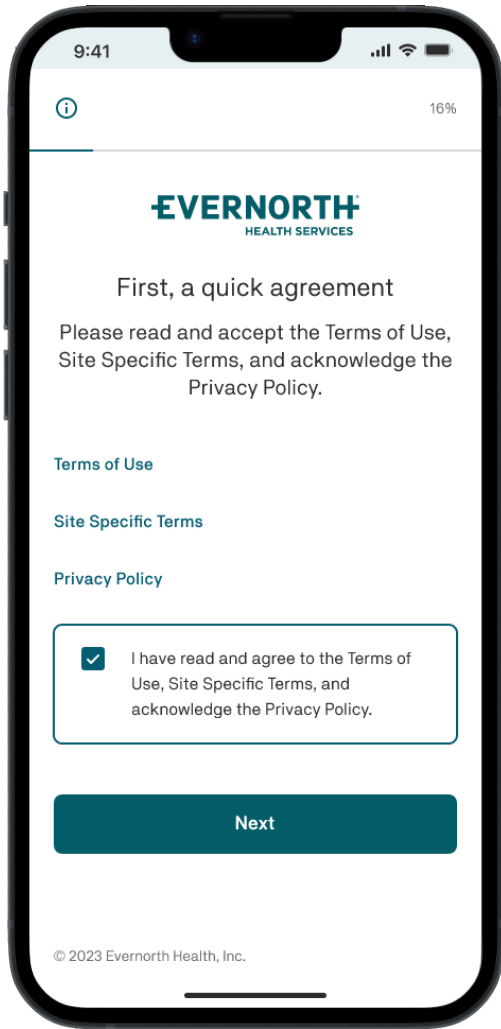 9:41
16%
EVERNORTH
HEALTH SERVICES
First, a quick agreement
Please read and accept the Terms of Use,
Site Specific Terms, and acknowledge the
Privacy Policy.
Terms of Use
Site Specific Terms
Privacy Policy
I have read and agree to the Terms of
Use, Site Specific Terms, and
acknowledge the Privacy Policy.
Next
© 2023 Evernorth Health, Inc.